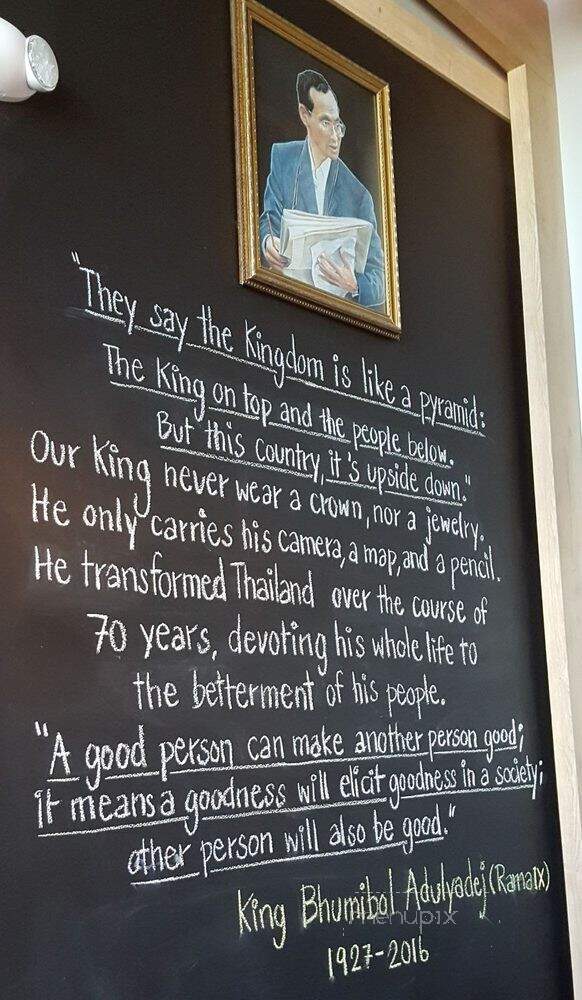 "They say the Kingdom is like a pyramid:
The King on top and the people below.
But this country, it's upside down."
Our King never wear a crown, nor a jewelry.
He only carries his camera, a map, and a pencil.
He transformed Thailand over the course of
70 years, devoting his whole life to
the betterment of his people.
"A good person can make another person good;
it means a goodness will elicit goodness in a society;
other person will also be good."
King Bhumibol Adulyadej (Rama IX)
menupix
1927-2016